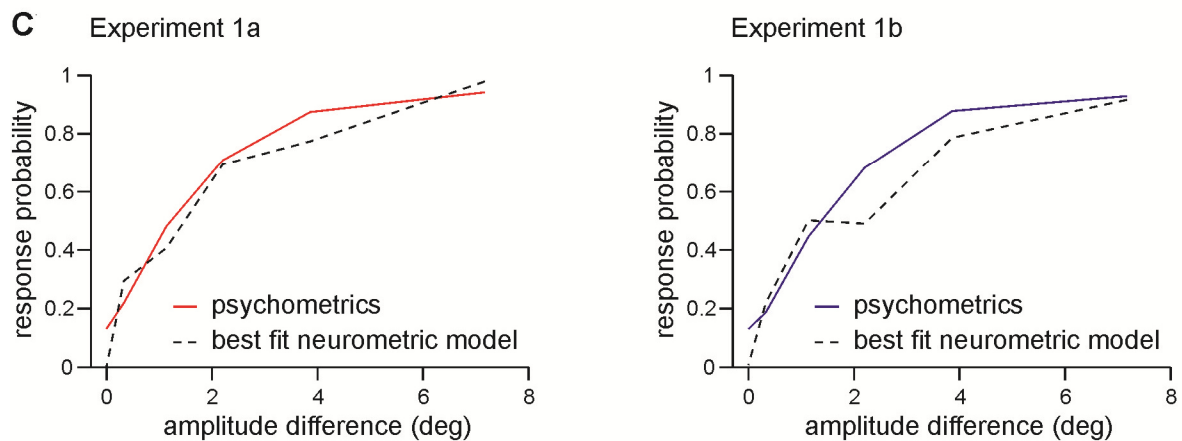 C
Experiment 1a
response probability
1
0.8
0.6
0.4
0.2
0
0 2 4 6 8
amplitude difference (deg)
psychometrics
best fit neurometric model
Experiment 1b
response probability
1
0.8
0.6
0.4
0.2
0
0 2 4 6 8
amplitude difference (deg)
psychometrics
best fit neurometric model